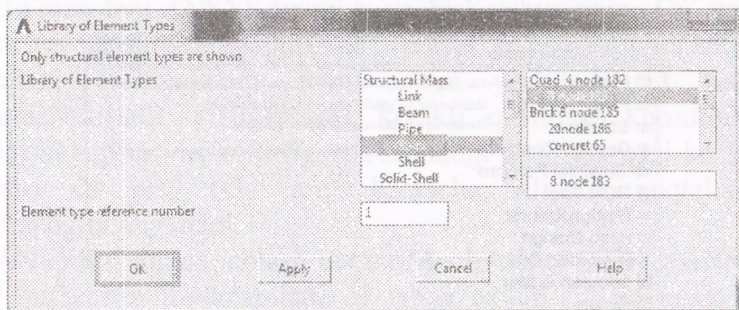 Library of Element Types
Only structural element types are shown
Library of Element Types
Structural Mass
Link
Beam
Pipe
Shell
Solid-Shell
Quad 4 node 182
Brick 8 node 185
20node 186
concret 65
8 node 183
Element type reference number
1
OK
Apply
Cancel
Help